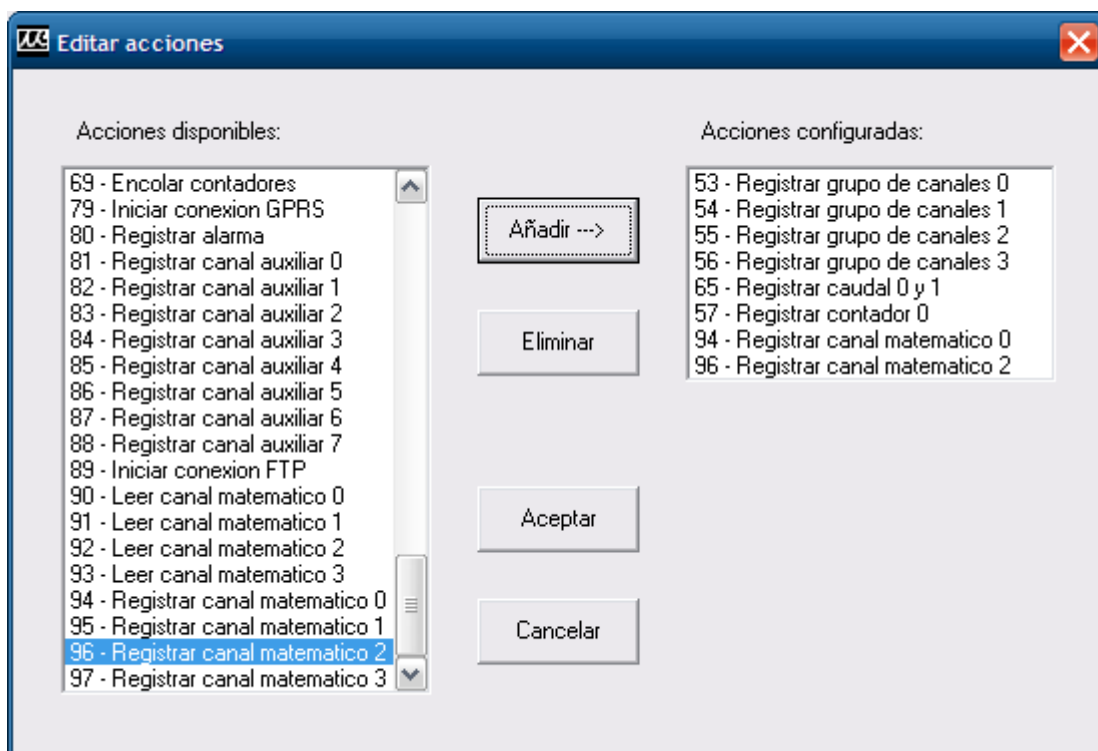 Editar acciones
Acciones disponibles:
69 - Encolar contadores
79 - Iniciar conexion GPRS
80 - Registrar alarma
81 - Registrar canal auxiliar 0
82 - Registrar canal auxiliar 1
83 - Registrar canal auxiliar 2
84 - Registrar canal auxiliar 3
85 - Registrar canal auxiliar 4
86 - Registrar canal auxiliar 5
87 - Registrar canal auxiliar 6
88 - Registrar canal auxiliar 7
89 - Iniciar conexion FTP
90 - Leer canal matematico 0
91 - Leer canal matematico 1
92 - Leer canal matematico 2
93 - Leer canal matematico 3
94 - Registrar canal matematico 0
95 - Registrar canal matematico 1
96 - Registrar canal matematico 2
97 - Registrar canal matematico 3
Añadir --->
Eliminar
Aceptar
Cancelar
Acciones configuradas:
53 - Registrar grupo de canales 0
54 - Registrar grupo de canales 1
55 - Registrar grupo de canales 2
56 - Registrar grupo de canales 3
65 - Registrar caudal 0 y 1
57 - Registrar contador 0
94 - Registrar canal matematico 0
96 - Registrar canal matematico 2